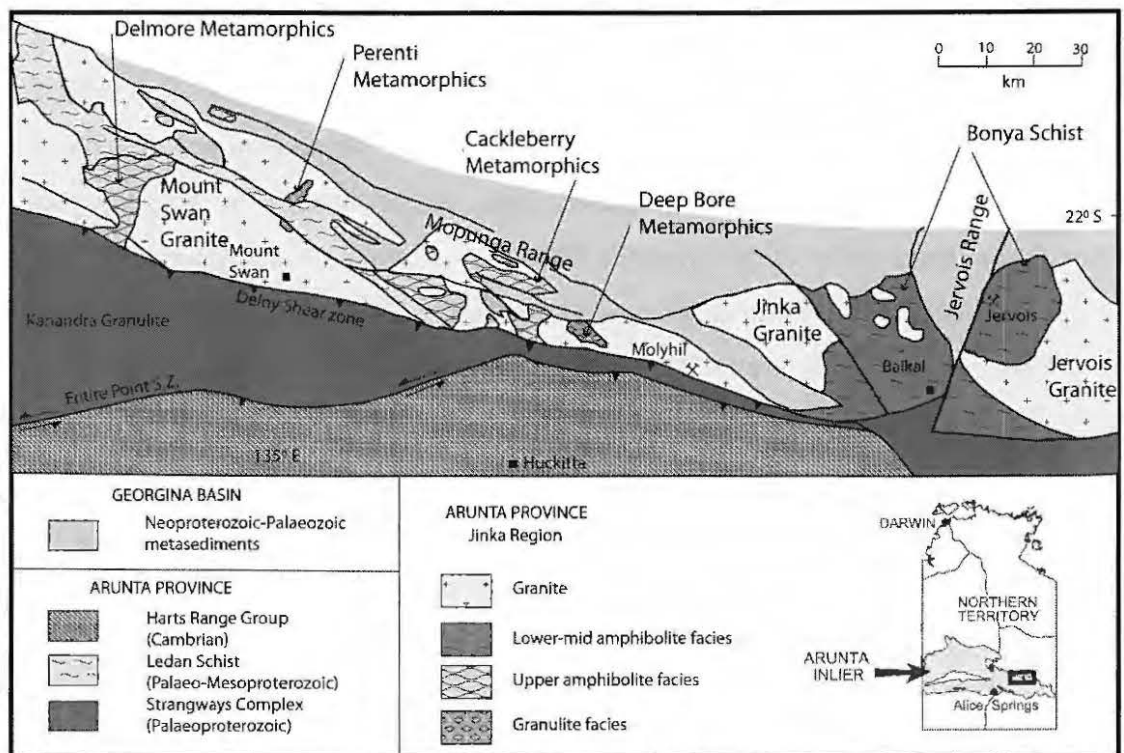 Delmore Metamorphics
Perenti
Metamorphics
Cackleberry
Metamorphics
Deep Bore
Metamorphics
Bonya Schist
0 10 20 30
km
22° S
Mount
Swan
Granite
Mount
Swan
Mopunga Range
Jervois Range
Jinka
Granite
Jervois
Kanandra Granulite
Delny Shear zone
Molyhil
Baikal
Jervois
Granite
Entire Point S.Z.
135° E
Huckitta
GEORGINA BASIN
Neoproterozoic-Palaeozoic
metasediments
ARUNTA PROVINCE
Harts Range Group
(Cambrian)
Ledan Schist
(Palaeo-Mesoproterozoic)
Strangways Complex
(Palaeoproterozoic)
ARUNTA PROVINCE
Jinka Region
Granite
Lower-mid amphibolite facies
Upper amphibolite facies
Granulite facies
DARWIN
NORTHERN
TERRITORY
ARUNTA
INLIER
Alice Springs